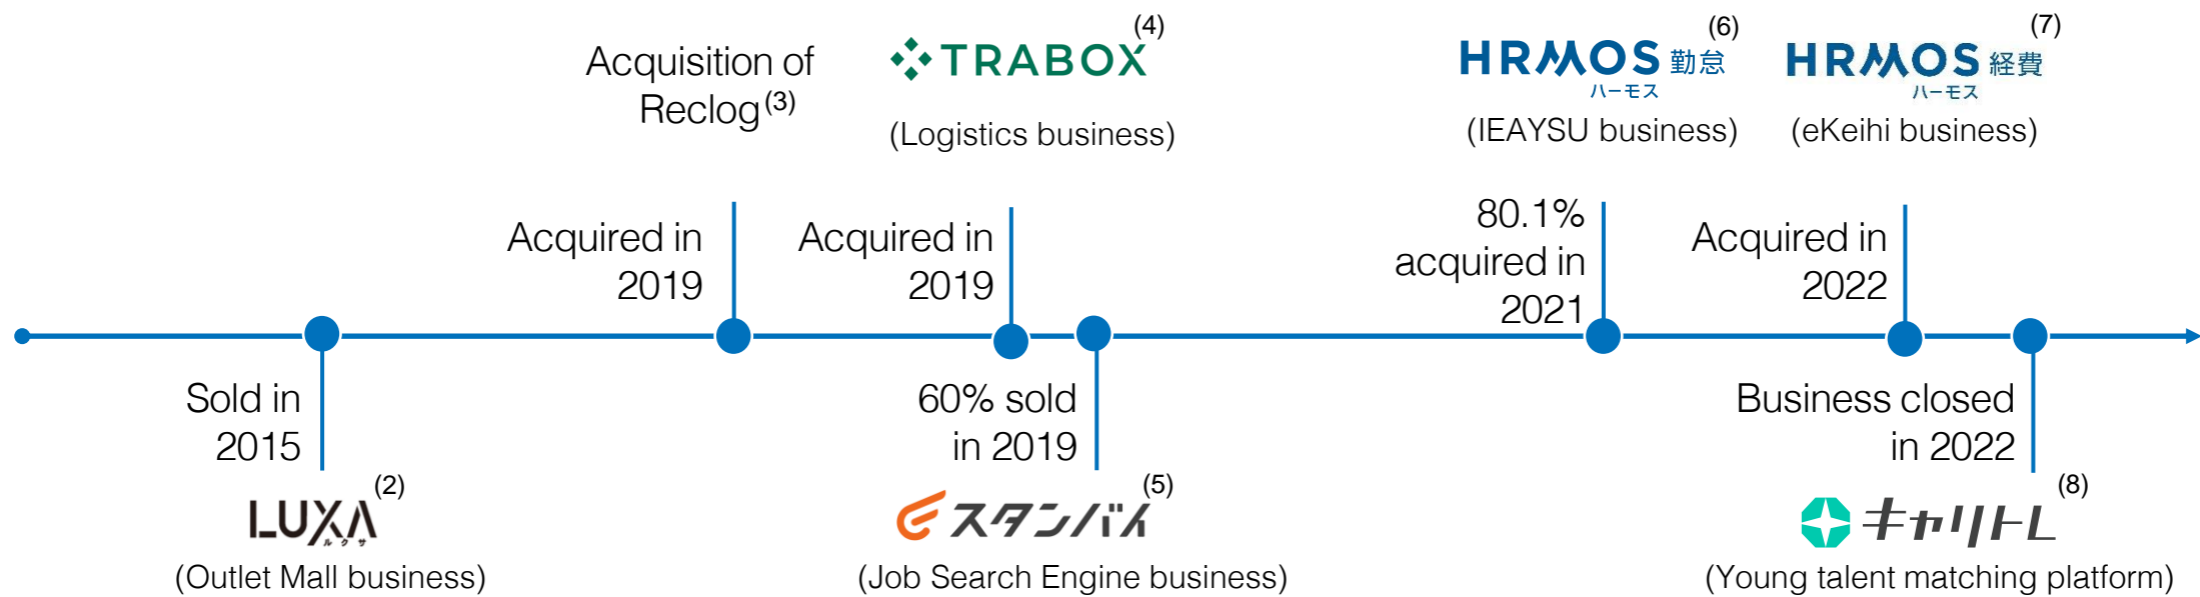 Acquisition of
Reclog (3)
TRABOX (4)
(Logistics business)
HRMOS 勤怠 (6)
ハーモス
(IEAYSU business)
HRMOS 経費 (7)
ハーモス
(eKeihi business)
Acquired in
2019
Acquired in
2019
80.1%
acquired in
2021
Acquired in
2022
Sold in
2015
60% sold
in 2019
Business closed
in 2022
LUXA (2)
ルクサ
(Outlet Mall business)
スタンバイ (5)
(Job Search Engine business)
キャリトレ (8)
(Young talent matching platform)